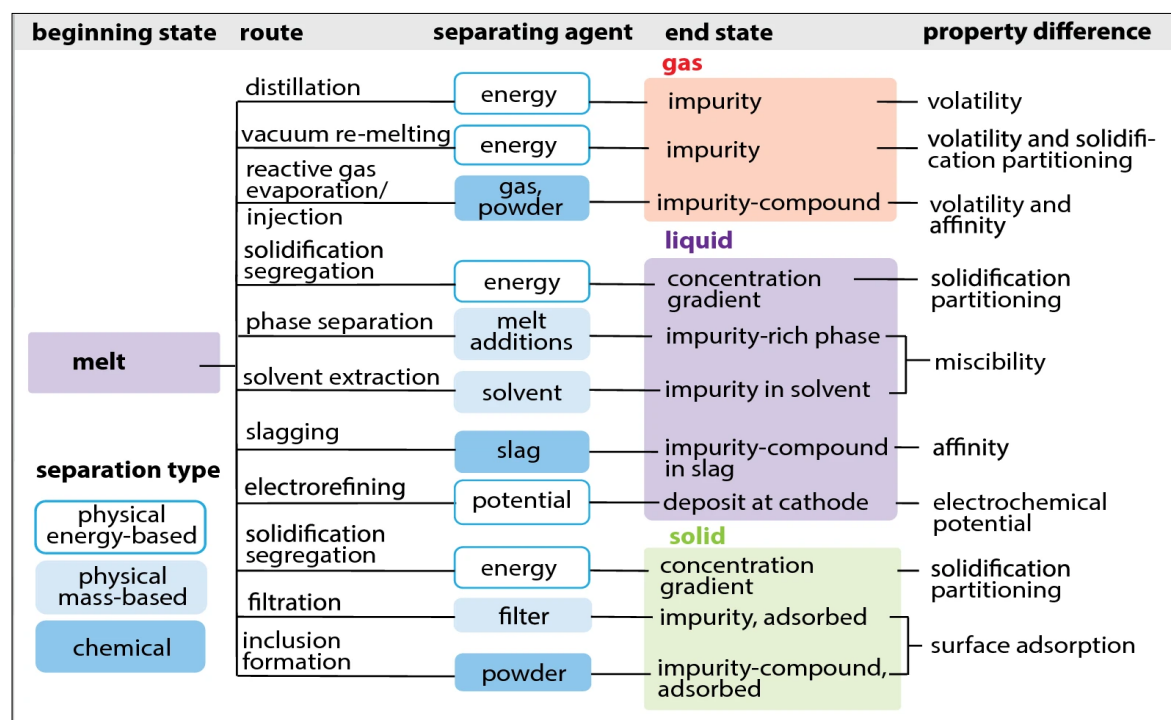 beginning state route separating agent end state property difference
gas
distillation energy impurity volatility
vacuum re-melting energy impurity volatility and solidifi-
cation partitioning
reactive gas
evaporation/ gas,
powder impurity-compound volatility and
affinity
injection
liquid
solidification
segregation energy concentration
gradient solidification
partitioning
phase separation melt
additions impurity-rich phase
miscibility
solvent extraction solvent impurity in solvent
melt
slagging slag impurity-compound
in slag affinity
electrorefining potential deposit at cathode electrochemical
potential
solid
solidification
segregation energy concentration
gradient solidification
partitioning
filtration filter impurity, adsorbed
surface adsorption
inclusion
formation powder impurity-compound,
adsorbed
separation type
physical
energy-based
physical
mass-based
chemical